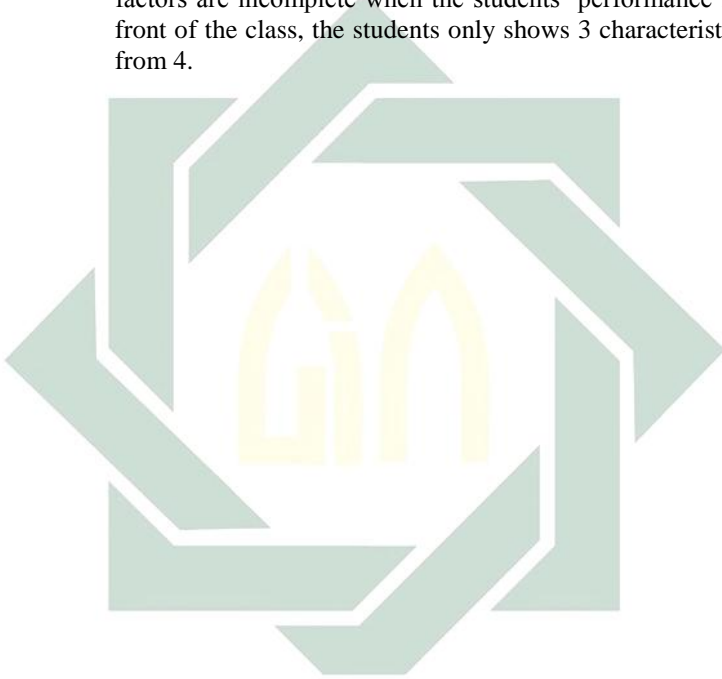 factors are incomplete when the students' performance
front of the class, the students only shows 3 characterist
from 4.